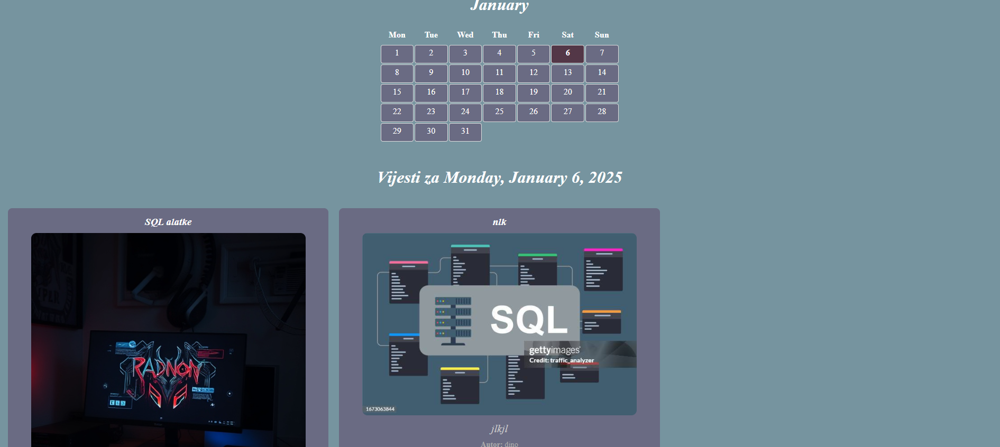 January
Mon Tue Wed Thu Fri Sat Sun
1 2 3 4 5 6 7
8 9 10 11 12 13 14
15 16 17 18 19 20 21
22 23 24 25 26 27 28
29 30 31
Vijesti za Monday, January 6, 2025
SQL alatke
RADNON
nlk
SQL
gettyimages
Credit: traffic_analyzer
1673063844
jlkjl
Autor: dino